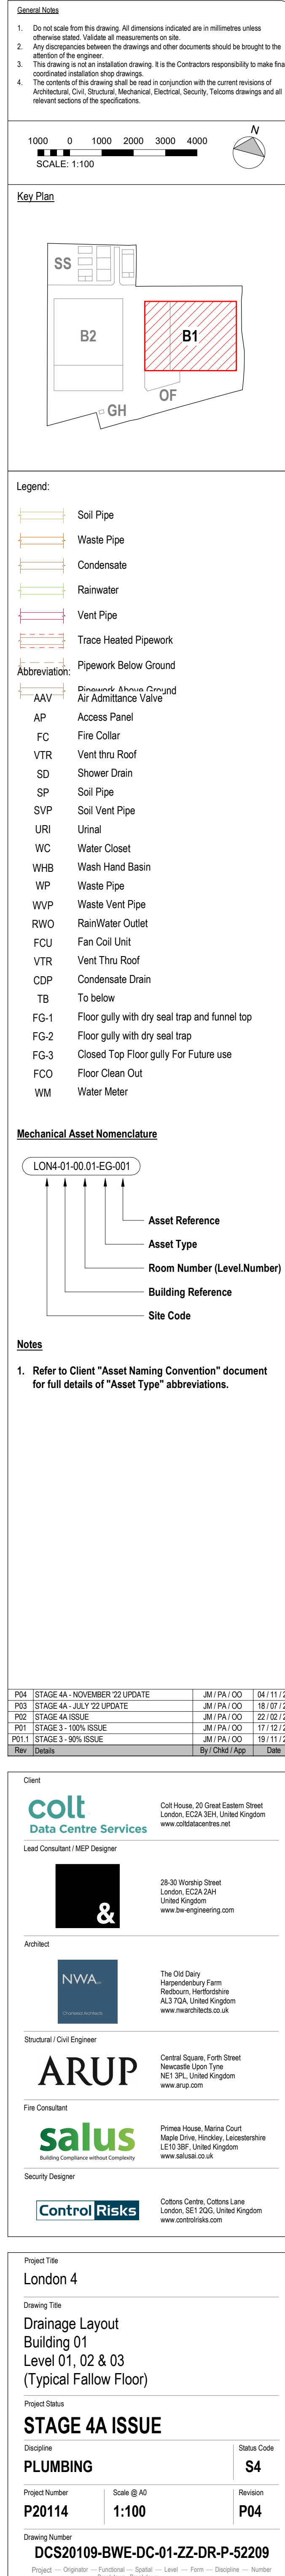 General Notes
1. Do not scale from this drawing. All dimensions indicated are in millimetres unless
otherwise stated. Validate all measurements on site.
2. Any discrepancies between the drawings and other documents should be brought to the
attention of the engineer.
3. This drawing is not an installation drawing. It is the Contractors responsibility to make fina
coordinated installation shop drawings.
4. The contents of this drawing shall be read in conjunction with the current revisions of
Architectural, Civil, Structural, Mechanical, Electrical, Security, Telcoms drawings and all
relevant sections of the specifications.
N
1000 0 1000 2000 3000 4000
SCALE: 1:100
Key Plan
SS
B2
B1
OF
GH
Legend:
Soil Pipe
Waste Pipe
Condensate
Rainwater
Vent Pipe
Trace Heated Pipework
Pipework Below Ground
Abbreviation:
Pipework Above Ground
AAV Air Admittance Valve
AP Access Panel
FC Fire Collar
VTR Vent thru Roof
SD Shower Drain
SP Soil Pipe
SVP Soil Vent Pipe
URI Urinal
WC Water Closet
WHB Wash Hand Basin
WP Waste Pipe
WVP Waste Vent Pipe
RWO RainWater Outlet
FCU Fan Coil Unit
VTR Vent Thru Roof
CDP Condensate Drain
TB To below
FG-1 Floor gully with dry seal trap and funnel top
FG-2 Floor gully with dry seal trap
FG-3 Closed Top Floor gully For Future use
FCO Floor Clean Out
WM Water Meter
Mechanical Asset Nomenclature
LON4-01-00.01-EG-001
Asset Reference
Asset Type
Room Number (Level.Number)
Building Reference
Site Code
Notes
1. Refer to Client "Asset Naming Convention" document
for full details of "Asset Type" abbreviations.
P04 STAGE 4A - NOVEMBER '22 UPDATE JM / PA / OO 04 / 11 / 2
P03 STAGE 4A - JULY '22 UPDATE JM / PA / OO 18 / 07 / 2
P02 STAGE 4A ISSUE JM / PA / OO 22 / 02 / 2
P01 STAGE 3 - 100% ISSUE JM / PA / OO 17 / 12 / 2
P01.1 STAGE 3 - 90% ISSUE JM / PA / OO 19 / 11 / 2
Rev Details By / Chkd / App Date
Client
colt
Data Centre Services
Colt House, 20 Great Eastern Street
London, EC2A 3EH, United Kingdom
www.coltdatacentres.net
Lead Consultant / MEP Designer
&
28-30 Worship Street
London, EC2A 2AH
United Kingdom
www.bw-engineering.com
Architect
NWA
Chartered Architects
The Old Dairy
Harpendenbury Farm
Redbourn, Hertfordshire
AL3 7QA, United Kingdom
www.nwarchitects.co.uk
Structural / Civil Engineer
ARUP
Central Square, Forth Street
Newcastle Upon Tyne
NE1 3PL, United Kingdom
www.arup.com
Fire Consultant
salus
Building Compliance without Complexity
Primea House, Marina Court
Maple Drive, Hinckley, Leicestershire
LE10 3BF, United Kingdom
www.salusai.co.uk
Security Designer
Control Risks
Cottons Centre, Cottons Lane
London, SE1 2QG, United Kingdom
www.controlrisks.com
Project Title
London 4
Drawing Title
Drainage Layout
Building 01
Level 01, 02 & 03
(Typical Fallow Floor)
Project Status
STAGE 4A ISSUE
Discipline Status Code
PLUMBING S4
Project Number Scale @ A0 Revision
P20114 1:100 P04
Drawing Number
DCS20109-BWE-DC-01-ZZ-DR-P-52209
Project — Originator — Functional — Spatial — Level — Form — Discipline — Number